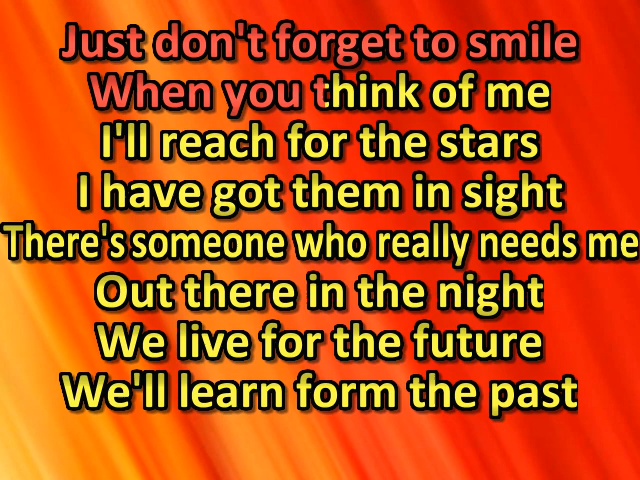 Just don't forget to smile
When you think of me
I'll reach for the stars
I have got them in sight
There's someone who really needs me
Out there in the night
We live for the future
We'll learn form the past